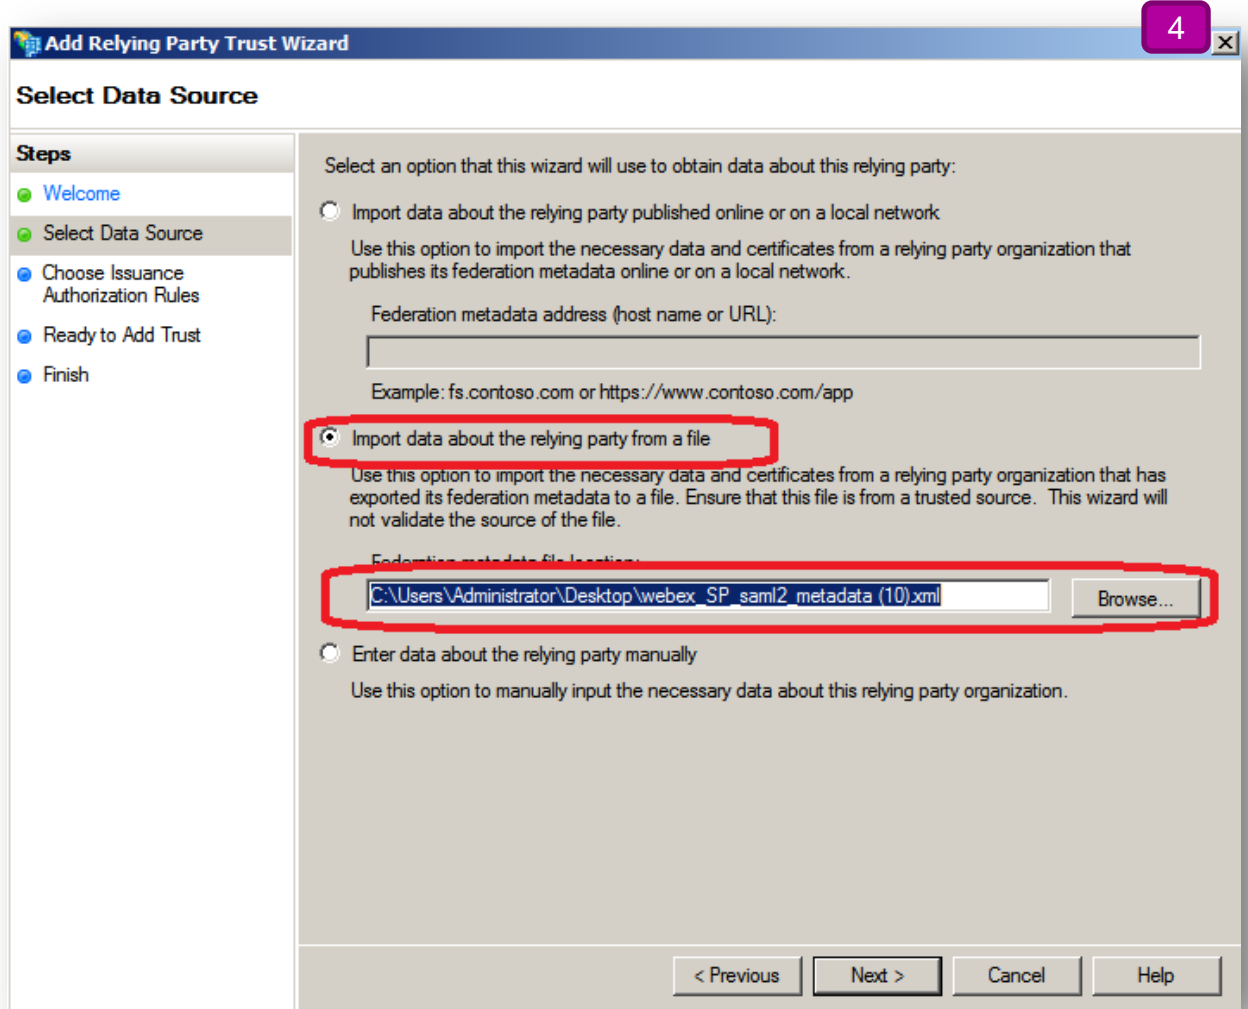 4
Add Relying Party Trust Wizard
Select Data Source
Steps
Welcome
Select Data Source
Choose Issuance
Authorization Rules
Ready to Add Trust
Finish
Select an option that this wizard will use to obtain data about this relying party:
Import data about the relying party published online or on a local network
Use this option to import the necessary data and certificates from a relying party organization that
publishes its federation metadata online or on a local network.
Federation metadata address (host name or URL):
Example: fs.contoso.com or https://www.contoso.com/app
Import data about the relying party from a file
Use this option to import the necessary data and certificates from a relying party organization that has
exported its federation metadata to a file. Ensure that this file is from a trusted source.  This wizard will
not validate the source of the file.
Federation metadata file location:
C:\Users\Administrator\Desktop\webex_SP_saml2_metadata (10).xml
Browse...
Enter data about the relying party manually
Use this option to manually input the necessary data about this relying party organization.
< Previous
Next >
Cancel
Help